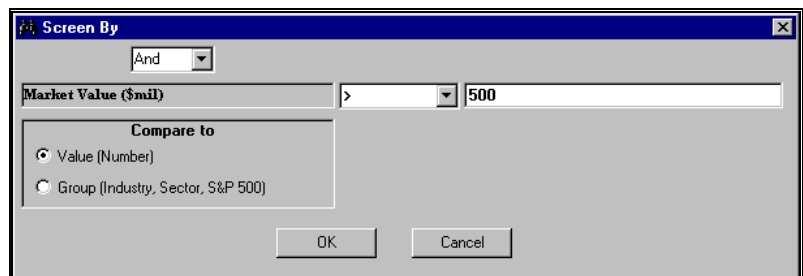 Screen By
And
Market Value ($mil) > 500
Compare to
Value (Number)
Group (Industry, Sector, S&P 500)
OK Cancel